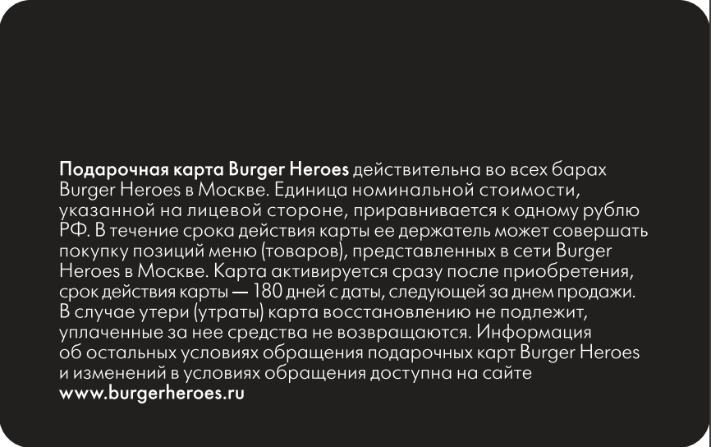 Подарочная карта Burger Heroes действительна во всех барах
Burger Heroes в Москве. Единица номинальной стоимости,
указанной на лицевой стороне, приравнивается к одному рублю
РФ. В течение срока действия карты ее держатель может совершать
покупку позиций меню (товаров), представленных в сети Burger
Heroes в Москве. Карта активируется сразу после приобретения,
срок действия карты — 180 дней с даты, следующей за днем продажи.
В случае утери (утраты) карта восстановлению не подлежит,
уплаченные за нее средства не возвращаются. Информация
об остальных условиях обращения подарочных карт Burger Heroes
и изменений в условиях обращения доступна на сайте
www.burgerheroes.ru